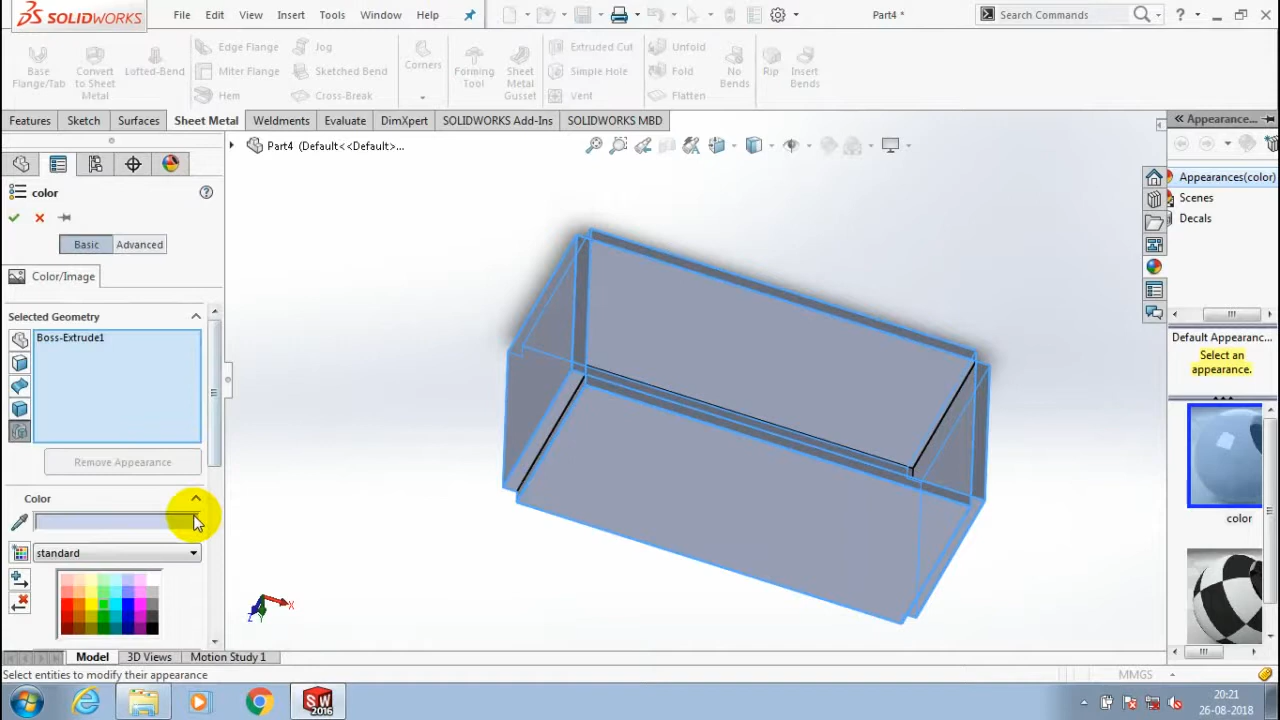 SOLIDWORKS File Edit View Insert Tools Window Help Part4 * Search Commands
Base Flange/Tab Convert to Sheet Metal Lofted-Bend Edge Flange Miter Flange Hem Jog Sketched Bend Cross-Break Corners Forming Tool Sheet Metal Gusset Extruded Cut Simple Hole Vent Unfold Fold Flatten No Bends Rip Insert Bends
Features Sketch Surfaces Sheet Metal Weldments Evaluate DimXpert SOLIDWORKS Add-Ins SOLIDWORKS MBD
Appearance...
Part4 (Default<<Default>...
color
Basic Advanced
Color/Image
Selected Geometry
Boss-Extrude1
Remove Appearance
Color
standard
Appearances(color)
Scenes
Decals
Default Appearanc...
Select an
appearance.
color
X
Z
Y
Model 3D Views Motion Study 1
Select entities to modify their appearance
MMGS
SW
2016
20:21
26-08-2018